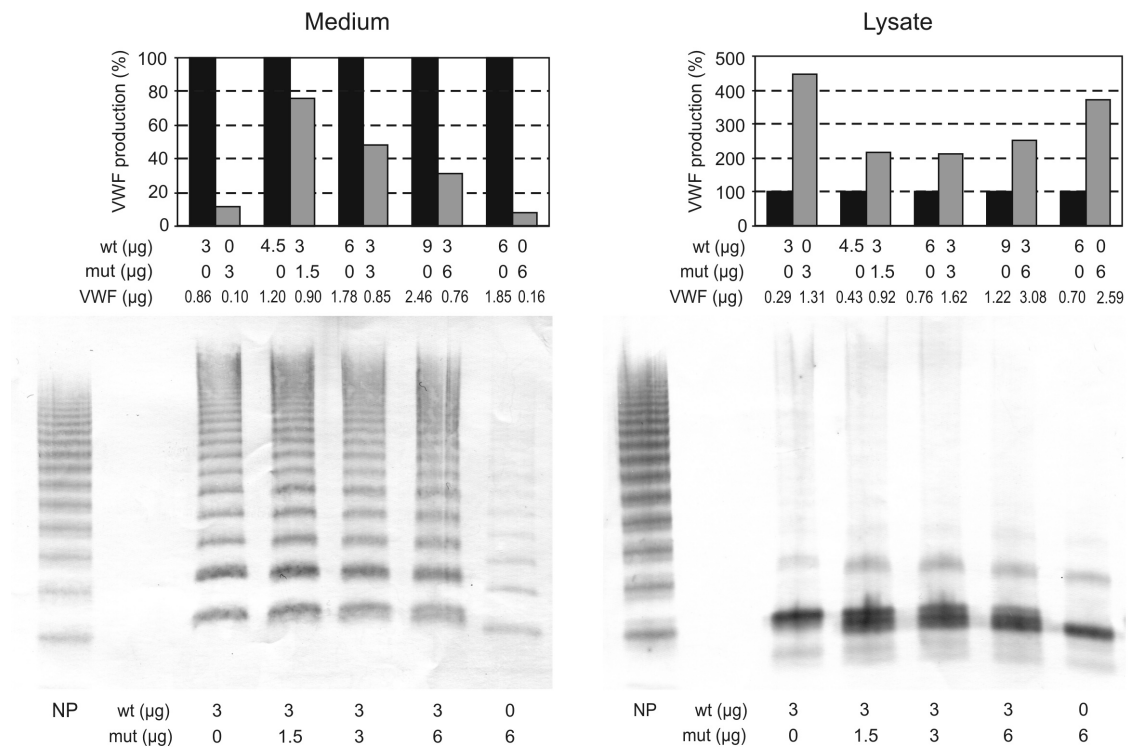 Medium
VWF production (%)
100
80
60
40
20
0
wt (µg) 3 0 4.5 3 6 3 9 3 6 0
mut (µg) 0 3 0 1.5 0 3 0 6 0 6
VWF (µg) 0.86 0.10 1.20 0.90 1.78 0.85 2.46 0.76 1.85 0.16
NP
wt (µg) 3 3 3 3 0
mut (µg) 0 1.5 3 6 6
Lysate
VWF production (%)
500
400
300
200
100
0
wt (µg) 3 0 4.5 3 6 3 9 3 6 0
mut (µg) 0 3 0 1.5 0 3 0 6 0 6
VWF (µg) 0.29 1.31 0.43 0.92 0.76 1.62 1.22 3.08 0.70 2.59
NP
wt (µg) 3 3 3 3 0
mut (µg) 0 1.5 3 6 6